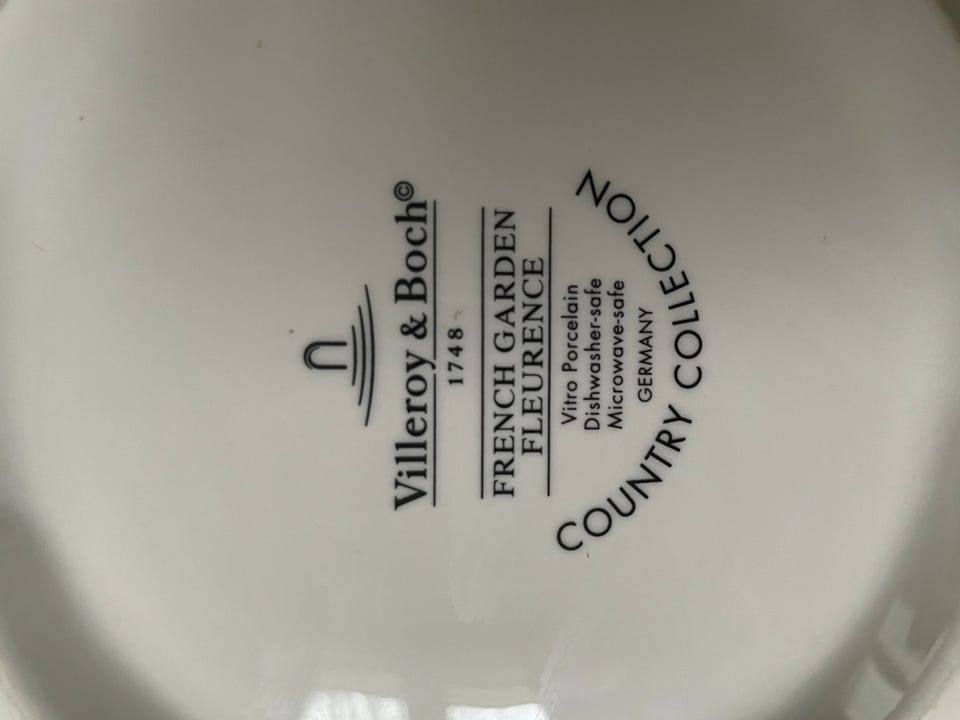 Villeroy & Boch©
1748
FRENCH GARDEN
FLEURENCE
Vitro Porcelain
Dishwasher-safe
Microwave-safe
GERMANY
COUNTRY COLLECTION